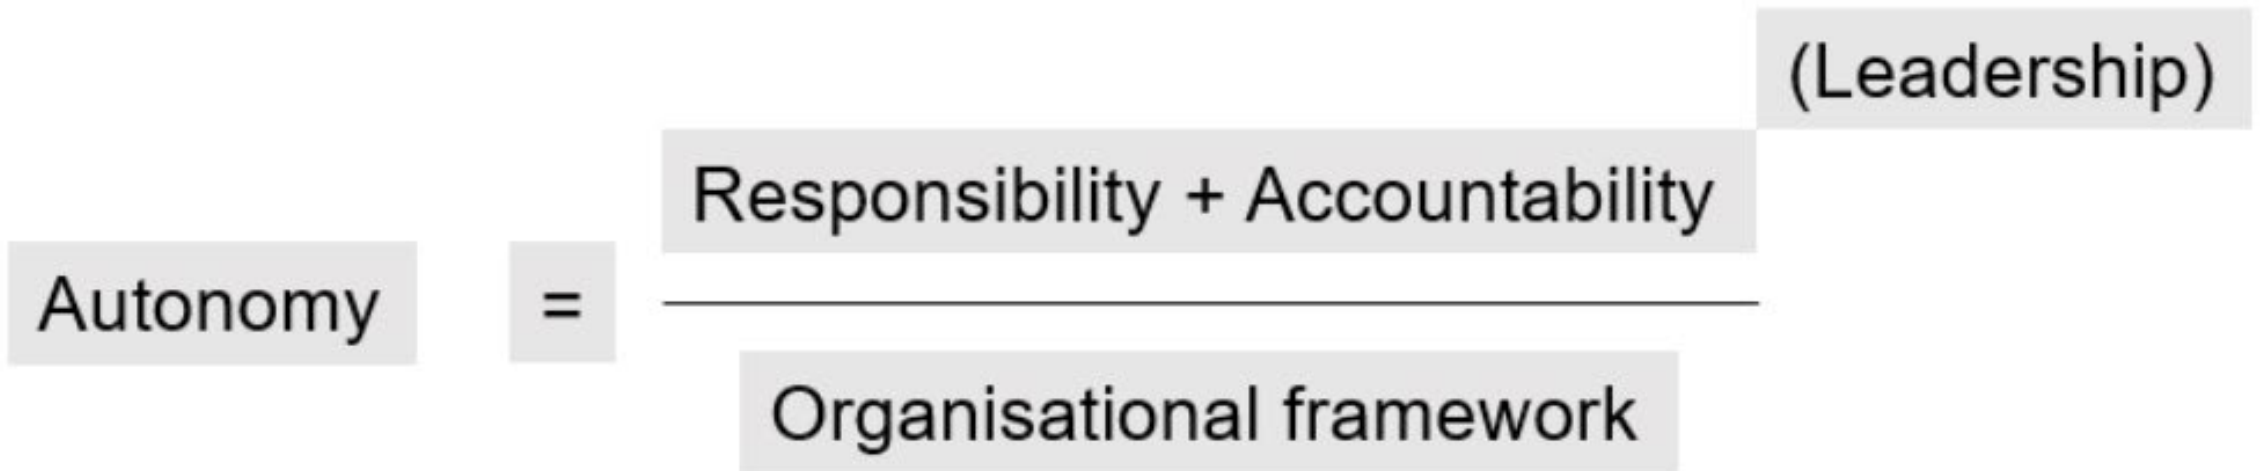 (Leadership)
Responsibility + Accountability
Autonomy =
Organisational framework